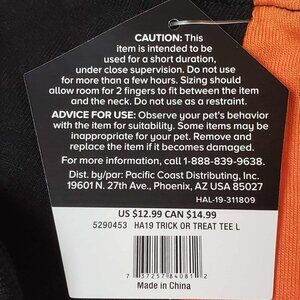 CAUTION: This
item is intended to be
used for a short duration,
under close supervision. Do not use
for more than a few hours. Sizing should
allow room for 2 fingers to fit between the item
and the neck. Do not use as a restraint.
ADVICE FOR USE: Observe your pet's behavior
with the item for suitability. Some items may be
inappropriate for your pet. Remove and
replace the item if it becomes damaged.
For more information, call 1-888-839-9638.
Dist. by/par: Pacific Coast Distributing, Inc.
19601 N. 27th Ave., Phoenix, AZ USA 85027
HAL-19-311809
US $12.99 CAN $14.99
5290453 HA19 TRICK OR TREAT TEE L
7 37257 84081 2
Made in China